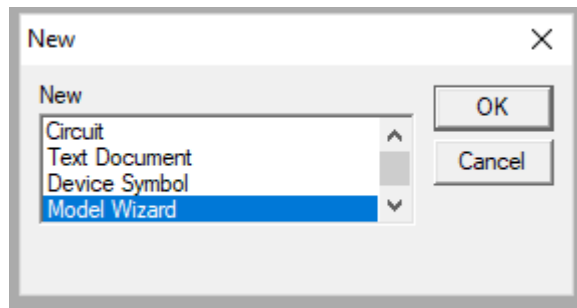 New
New
Circuit
Text Document
Device Symbol
Model Wizard
OK
Cancel